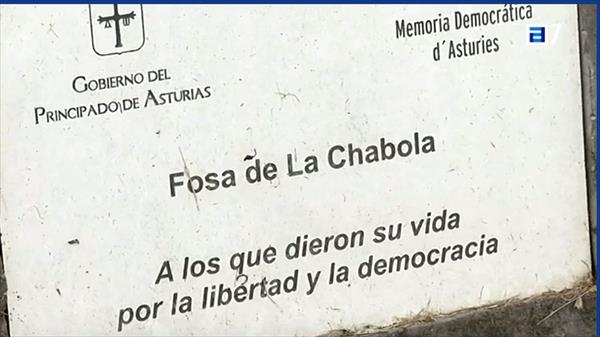 GOBIERNO DEL
PRINCIPADO DE ASTURIAS
Memoria Democrática
d´Asturies
a7
Fosa de La Chabola
A los que dieron su vida
por la libertad y la democracia